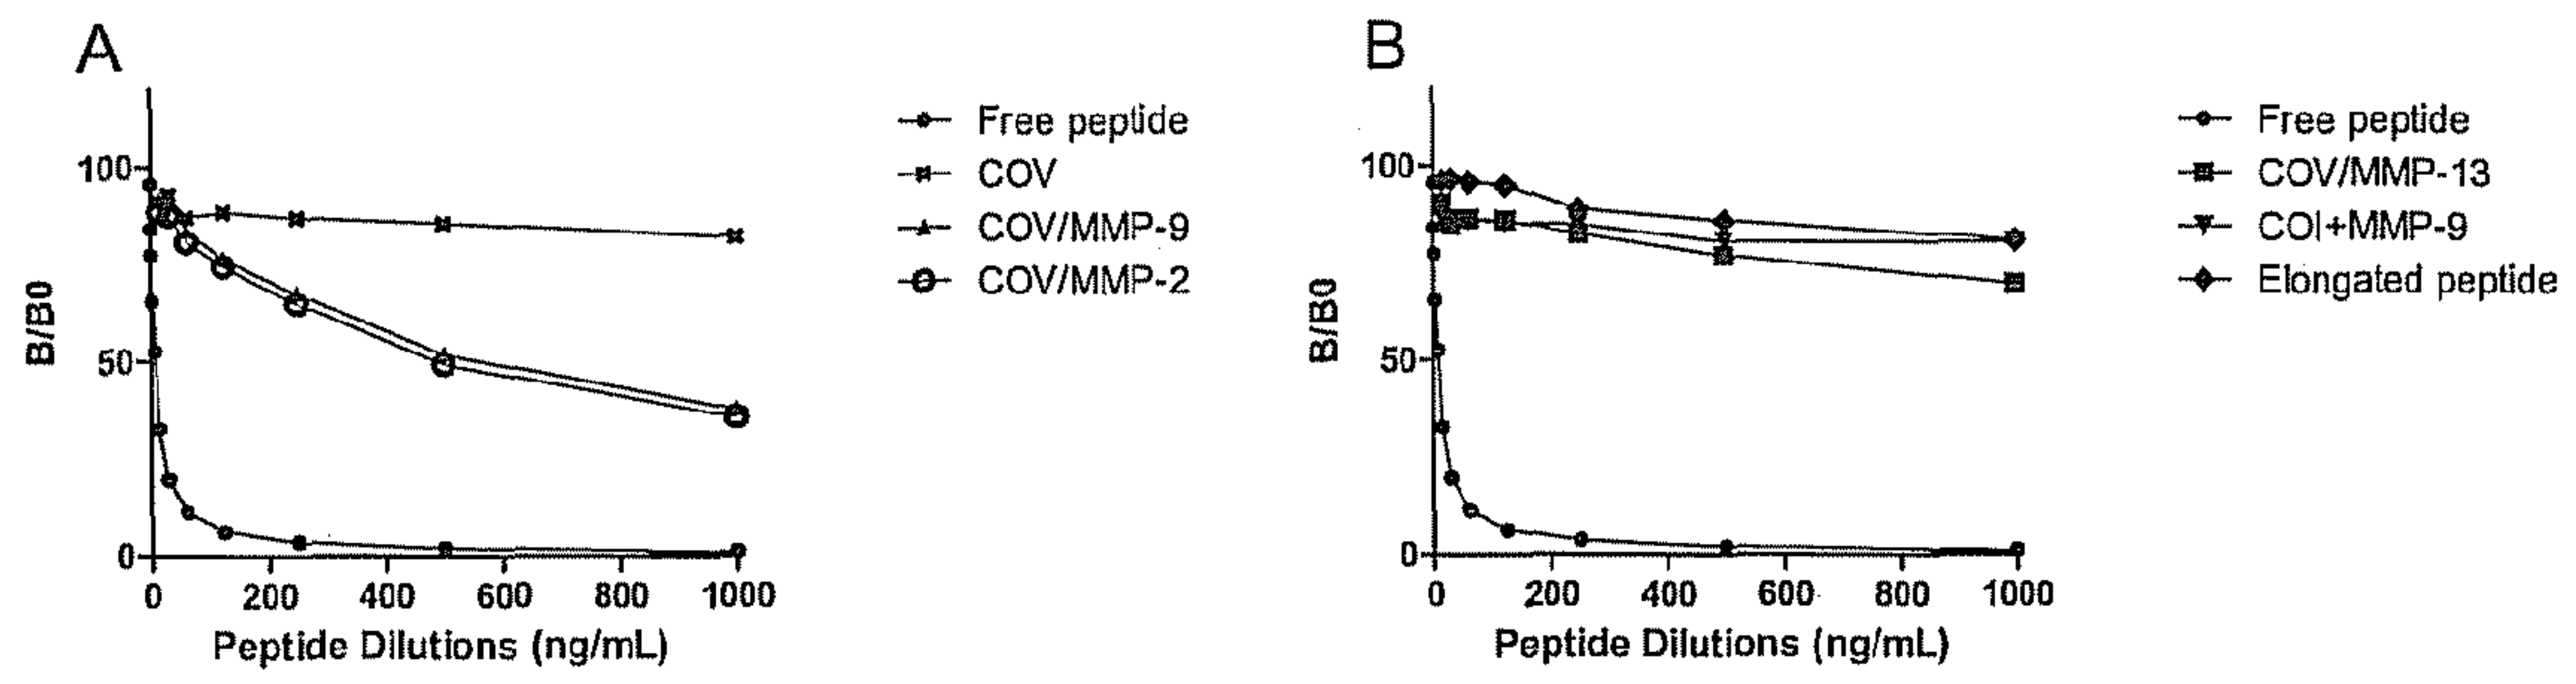 A
B/B0
100
50
0
0 200 400 600 800 1000
Peptide Dilutions (ng/mL)
Free peptide
COV
COV/MMP-9
COV/MMP-2
B
B/B0
100
50
0
0 200 400 600 800 1000
Peptide Dilutions (ng/mL)
Free peptide
COV/MMP-13
COI+MMP-9
Elongated peptide